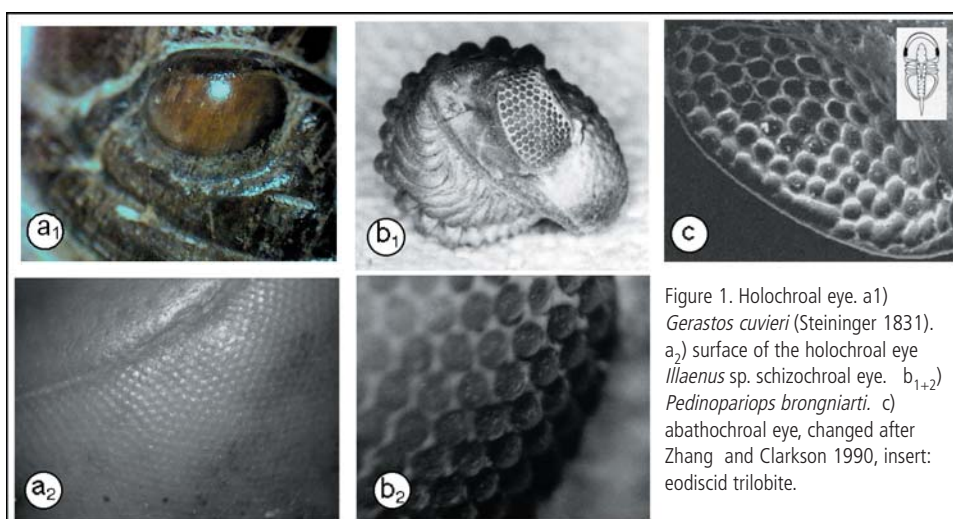 a1
b1
c
a2
b2
Figure 1. Holochroal eye. a1)
Gerastos cuvieri (Steininger 1831).
a2) surface of the holochroal eye
Illaenus sp. schizochroal eye. b1+2)
Pedinopariops brongniarti. c)
abathochroal eye, changed after
Zhang and Clarkson 1990, insert:
eodiscid trilobite.